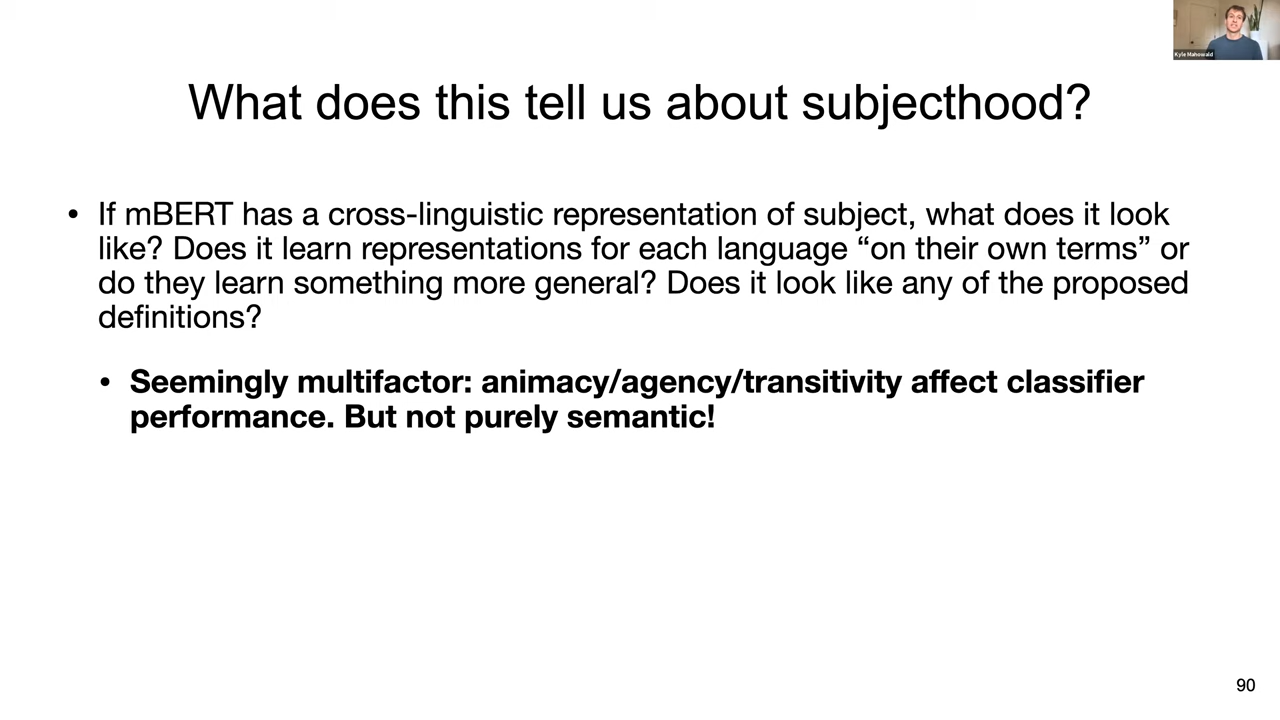 Kyle Mahowald
What does this tell us about subjecthood?
• If mBERT has a cross-linguistic representation of subject, what does it look
like? Does it learn representations for each language “on their own terms” or
do they learn something more general? Does it look like any of the proposed
definitions?
• Seemingly multifactor: animacy/agency/transitivity affect classifier
performance. But not purely semantic!
90